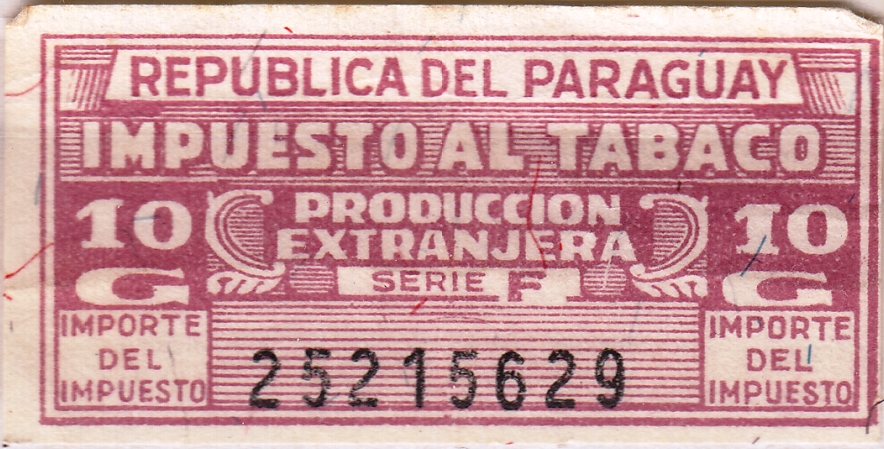 REPUBLICA DEL PARAGUAY
IMPUESTO AL TABACO
10 PRODUCCION 10
G EXTRANJERA G
SERIE F
IMPORTE
DEL
IMPUESTO
25215629
IMPORTE
DEL
IMPUESTO